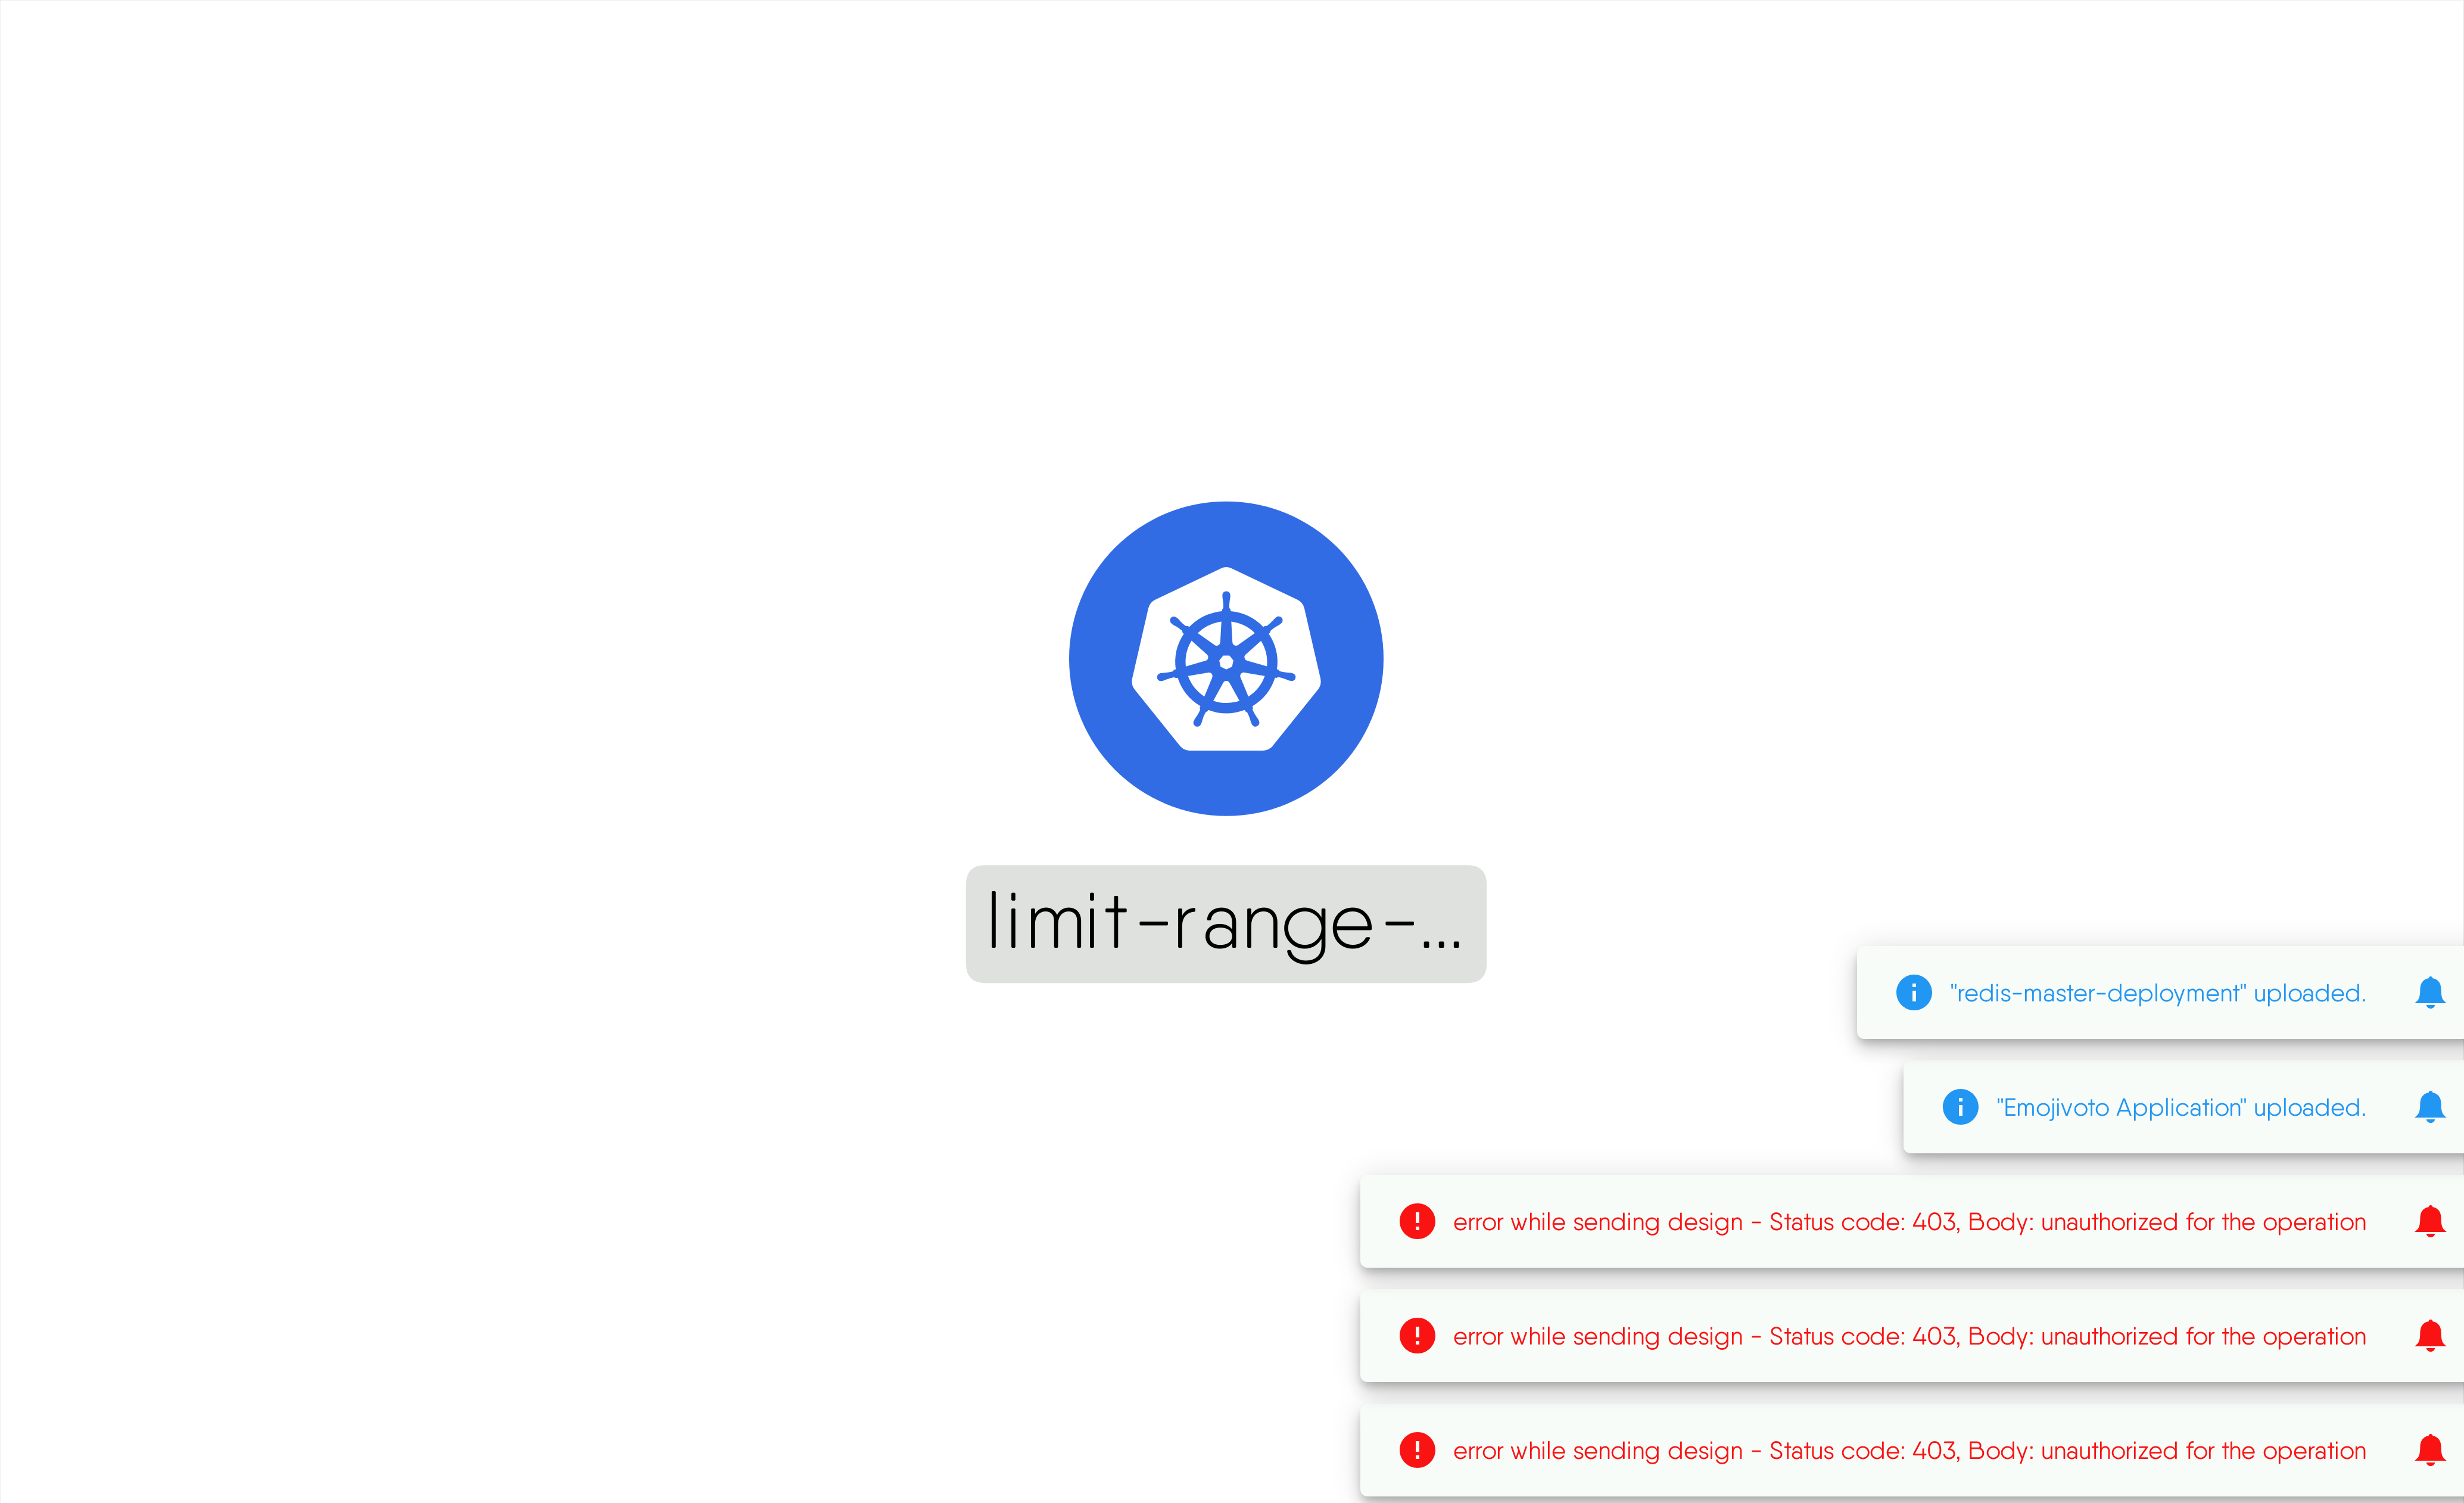 limit-range-...
"redis-master-deployment" uploaded.
"Emojivoto Application" uploaded.
error while sending design - Status code: 403, Body: unauthorized for the operation
error while sending design - Status code: 403, Body: unauthorized for the operation
error while sending design - Status code: 403, Body: unauthorized for the operation